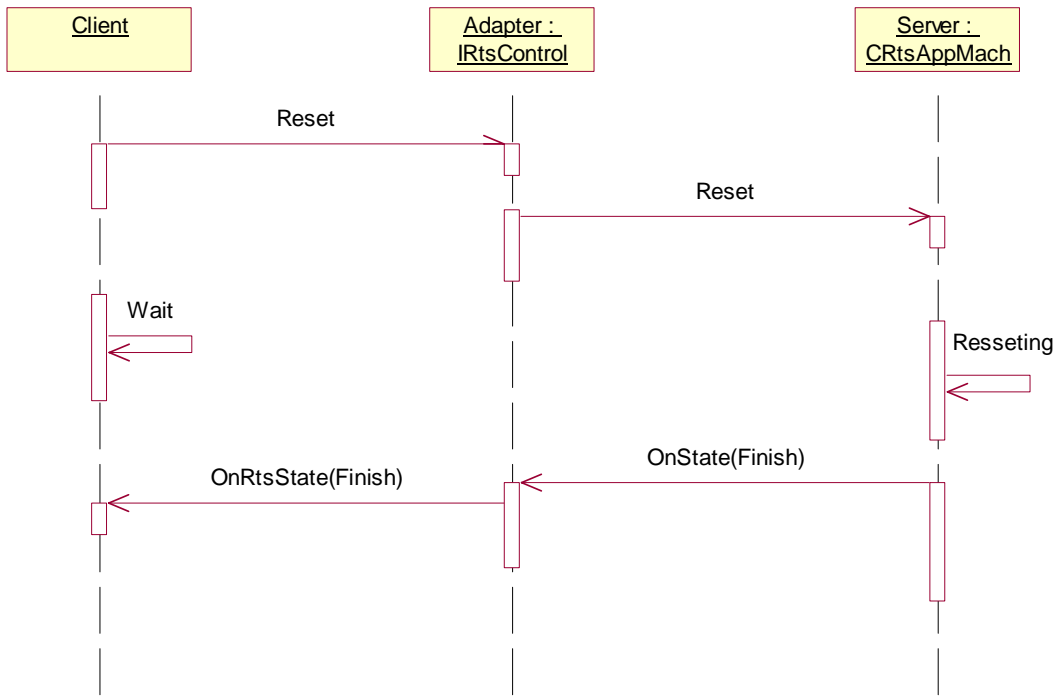 Client
Adapter :
IRtsControl
Server :
CRtsAppMach
Reset
Reset
Wait
Resseting
OnState(Finish)
OnRtsState(Finish)